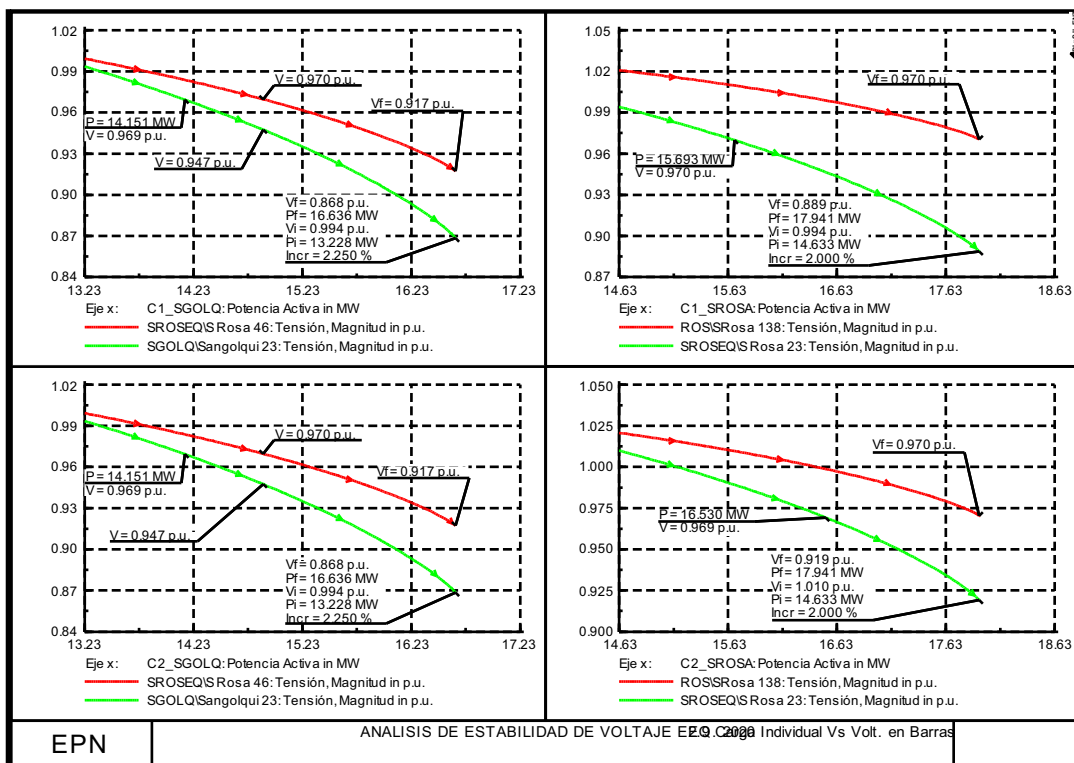 1.02
0.99
0.96
0.93
0.90
0.87
0.84
V = 0.970 p.u.
Vf = 0.917 p.u.
P = 14.151 MW
V = 0.969 p.u.
V = 0.947 p.u.
Vf = 0.868 p.u.
Pf = 16.636 MW
Vi = 0.994 p.u.
Pi = 13.228 MW
Incr = 2.250 %
13.23 14.23 15.23 16.23 17.23
Eje x: C1_SGOLQ: Potencia Activa in MW
SROSEQ\S Rosa 46: Tensión, Magnitud in p.u.
SGOLQ\Sangolqui 23: Tensión, Magnitud in p.u.
1.05
1.02
0.99
0.96
0.93
0.90
0.87
Vf = 0.970 p.u.
P = 15.693 MW
V = 0.970 p.u.
Vf = 0.889 p.u.
Pf = 17.941 MW
Vi = 0.994 p.u.
Pi = 14.633 MW
Incr = 2.000 %
14.63 15.63 16.63 17.63 18.63
Eje x: C1_SROSA: Potencia Activa in MW
ROS\SRosa 138: Tensión, Magnitud in p.u.
SROSEQ\S Rosa 23: Tensión, Magnitud in p.u.
1.02
0.99
0.96
0.93
0.90
0.87
0.84
V = 0.970 p.u.
Vf = 0.917 p.u.
P = 14.151 MW
V = 0.969 p.u.
V = 0.947 p.u.
Vf = 0.868 p.u.
Pf = 16.636 MW
Vi = 0.994 p.u.
Pi = 13.228 MW
Incr = 2.250 %
13.23 14.23 15.23 16.23 17.23
Eje x: C2_SGOLQ: Potencia Activa in MW
SROSEQ\S Rosa 46: Tensión, Magnitud in p.u.
SGOLQ\Sangolqui 23: Tensión, Magnitud in p.u.
1.050
1.025
1.000
0.975
0.950
0.925
0.900
Vf = 0.970 p.u.
P = 16.530 MW
V = 0.969 p.u.
Vf = 0.919 p.u.
Pf = 17.941 MW
Vi = 1.010 p.u.
Pi = 14.633 MW
Incr = 2.000 %
14.63 15.63 16.63 17.63 18.63
Eje x: C2_SROSA: Potencia Activa in MW
ROS\SRosa 138: Tensión, Magnitud in p.u.
SROSEQ\S Rosa 23: Tensión, Magnitud in p.u.
EPN
ANALISIS DE ESTABILIDAD DE VOLTAJE Individual Vs Volt. en Barras